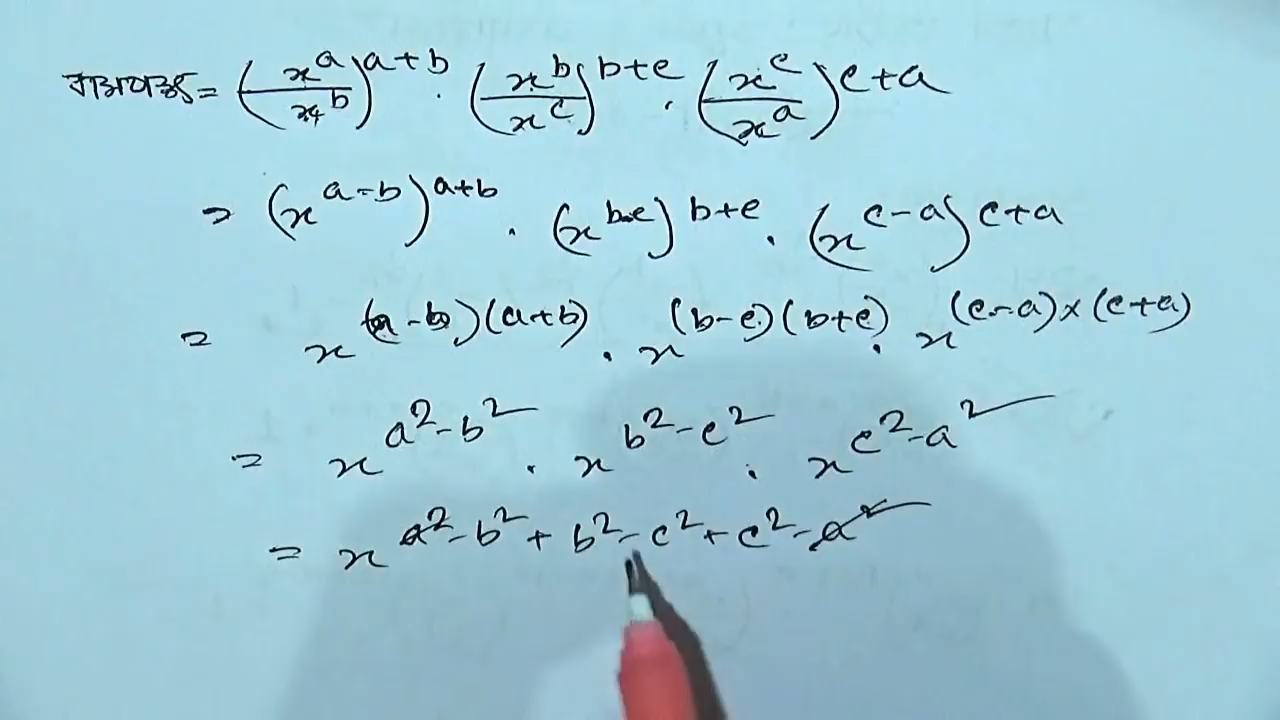 বামপক্ষ = (x^a/x^b)^{a+b} · (x^b/x^c)^{b+c} · (x^c/x^a)^{c+a}
= (x^{a-b})^{a+b} · (x^{b-c})^{b+c} · (x^{c-a})^{c+a}
= x^{(a-b)(a+b)} · x^{(b-c)(b+c)} · x^{(c-a)×(c+a)}
= x^{a²-b²} · x^{b²-c²} · x^{c²-a²}
= x^{a²-b²+b²-c²+c²-a²}